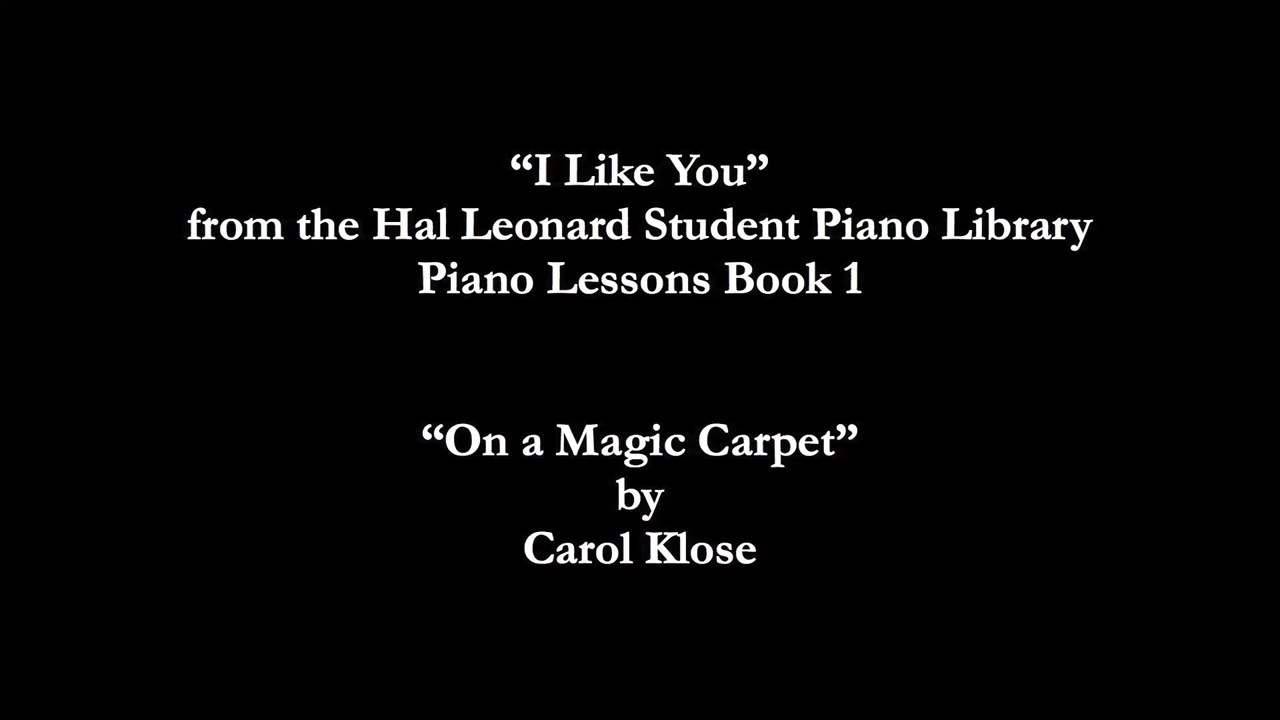 “I Like You”
from the Hal Leonard Student Piano Library
Piano Lessons Book 1
“On a Magic Carpet”
by
Carol Klose